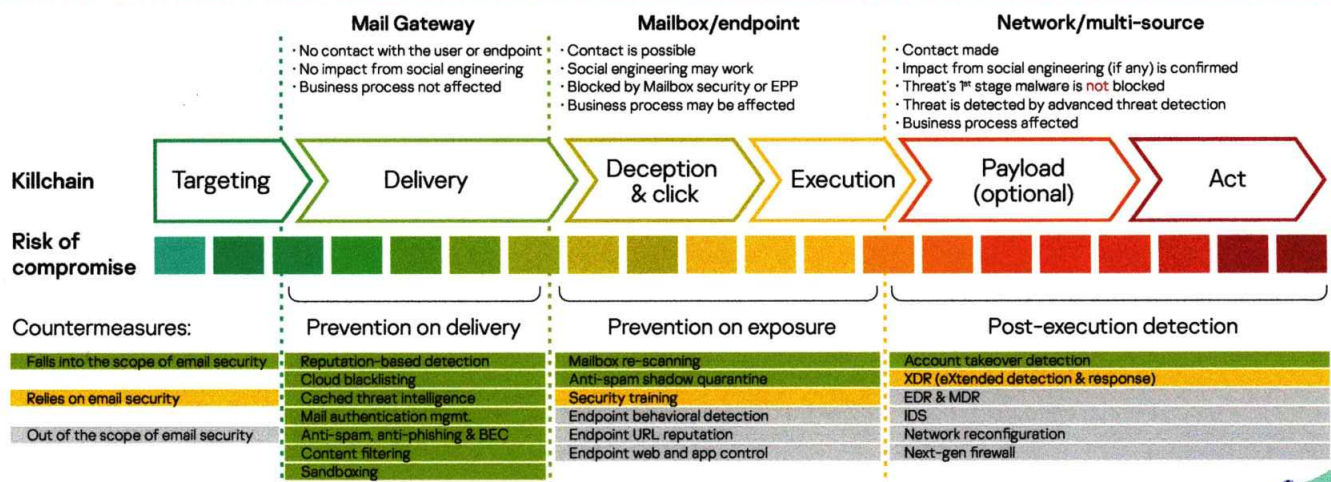 Mail Gateway
· No contact with the user or endpoint
· No impact from social engineering
· Business process not affected
Mailbox/endpoint
· Contact is possible
· Social engineering may work
· Blocked by Mailbox security or EPP
· Business process may be affected
Network/multi-source
· Contact made
· Impact from social engineering (if any) is confirmed
· Threat's 1st stage malware is not blocked
· Threat is detected by advanced threat detection
· Business process affected
Killchain
Targeting
Delivery
Deception
& click
Execution
Payload
(optional)
Act
Risk of
compromise
Countermeasures:
Falls into the scope of email security
Relies on email security
Out of the scope of email security
Prevention on delivery
Reputation-based detection
Cloud blacklisting
Cached threat intelligence
Mail authentication mgmt.
Anti-spam, anti-phishing & BEC
Content filtering
Sandboxing
Prevention on exposure
Mailbox re-scanning
Anti-spam shadow quarantine
Security training
Endpoint behavioral detection
Endpoint URL reputation
Endpoint web and app control
Post-execution detection
Account takeover detection
XDR (eXtended detection & response)
EDR & MDR
IDS
Network reconfiguration
Next-gen firewall